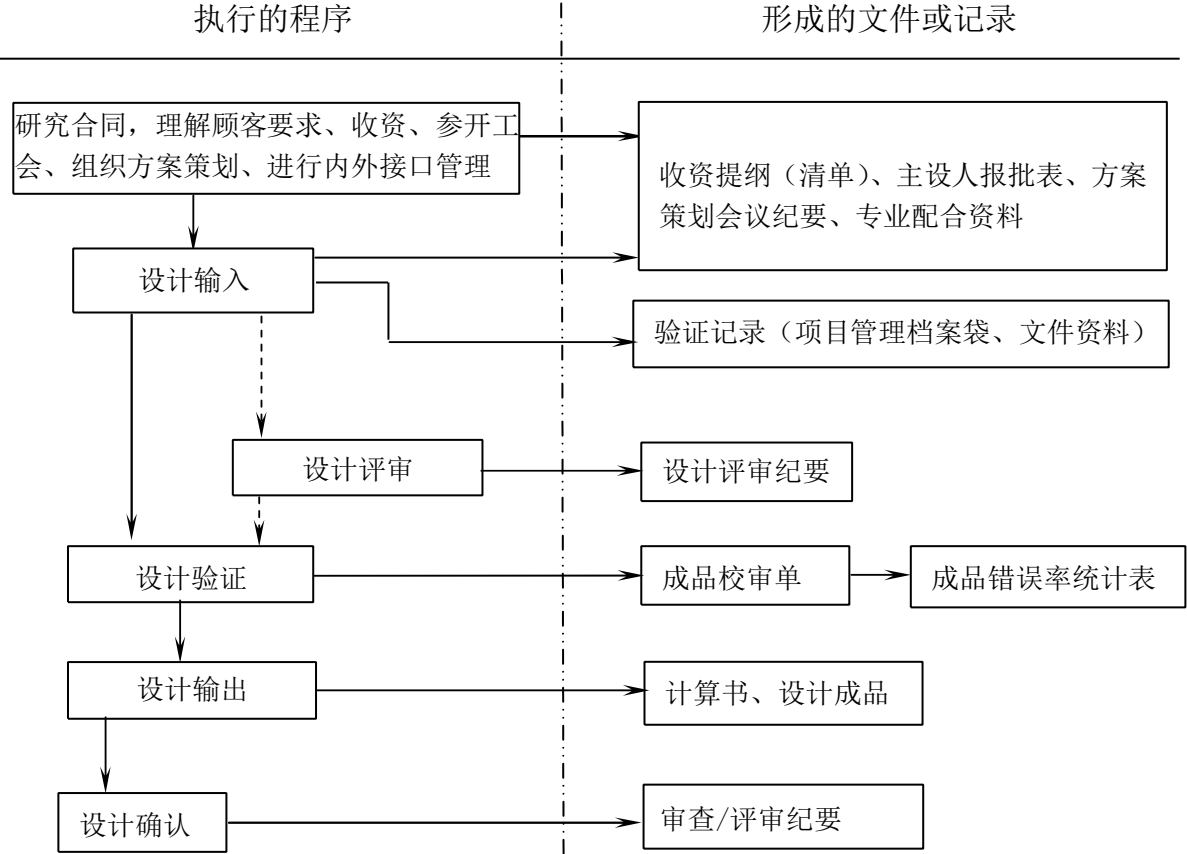 执行的程序
形成的文件或记录
研究合同，理解顾客要求、收资、参开工
会、组织方案策划、进行内外接口管理
收资提纲（清单）、主设人报批表、方案
策划会议纪要、专业配合资料
设计输入
验证记录（项目管理档案袋、文件资料）
设计评审
设计评审纪要
设计验证
成品校审单
成品错误率统计表
设计输出
计算书、设计成品
设计确认
审查/评审纪要